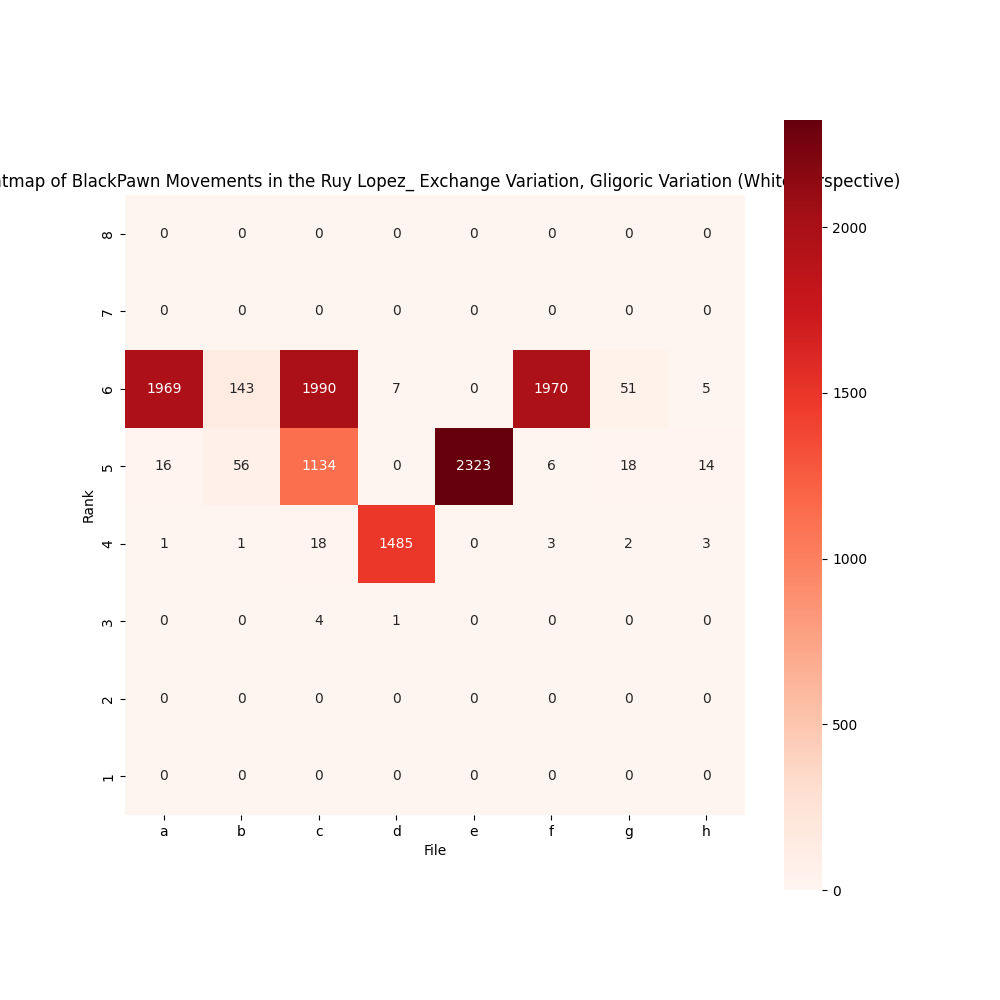 tmap of BlackPawn Movements in the Ruy Lopez_ Exchange Variation, Gligoric Variation (White rspective)
8 0 0 0 0 0 0 0 0
7 0 0 0 0 0 0 0 0
6 1969 143 1990 7 0 1970 51 5
5 16 56 1134 0 2323 6 18 14
4 1 1 18 1485 0 3 2 3
3 0 0 4 1 0 0 0 0
2 0 0 0 0 0 0 0 0
1 0 0 0 0 0 0 0 0
a b c d e f g h
File
Rank
2000
1500
1000
500
0